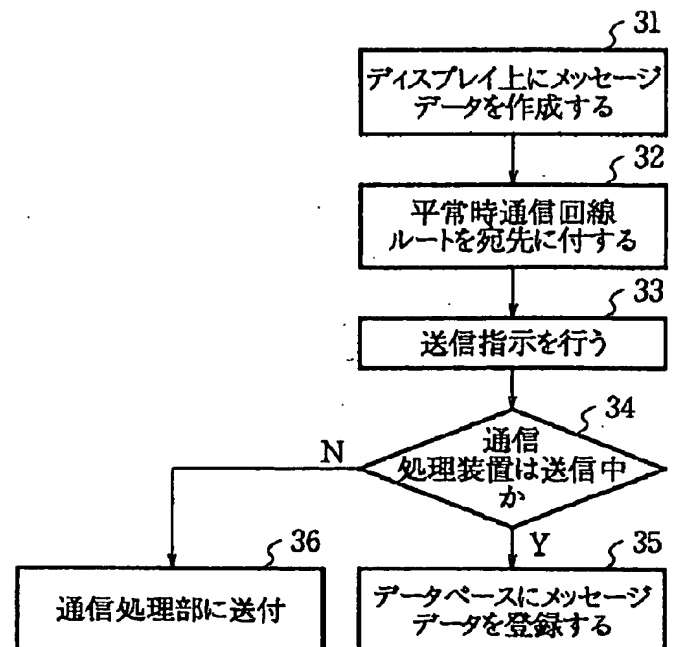 31
ディスプレイ上にメッセージ
データを作成する
32
平常時通信回線
ルートを宛先に付する
33
送信指示を行う
34
通信
処理装置は送信中
か
N
Y
36
通信処理部に送付
35
データベースにメッセージ
データを登録する